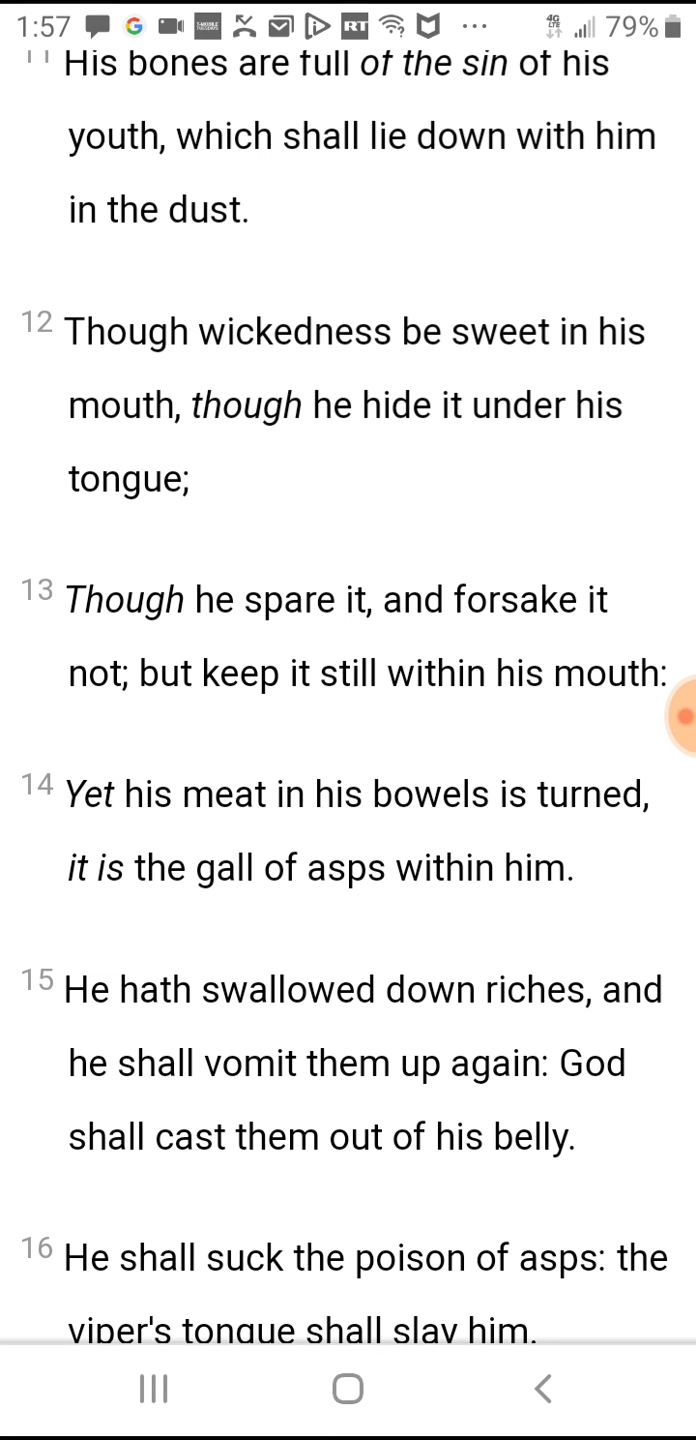 1:57
RT
4G
LTE
79%
11 His bones are full of the sin of his
youth, which shall lie down with him
in the dust.
12 Though wickedness be sweet in his
mouth, though he hide it under his
tongue;
13 Though he spare it, and forsake it
not; but keep it still within his mouth:
14 Yet his meat in his bowels is turned,
it is the gall of asps within him.
15 He hath swallowed down riches, and
he shall vomit them up again: God
shall cast them out of his belly.
16 He shall suck the poison of asps: the
viper's tongue shall slay him.